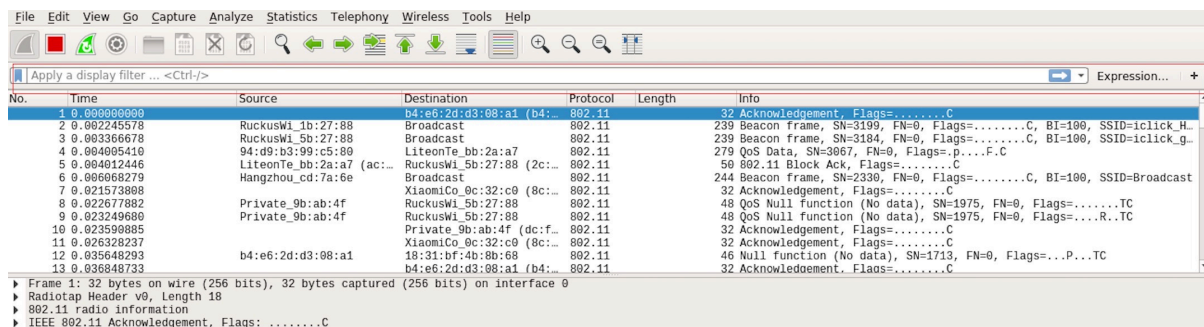 File Edit View Go Capture Analyze Statistics Telephony Wireless Tools Help
Apply a display filter ... <Ctrl-/> Expression... +
No. Time Source Destination Protocol Length Info
1 0.000000000 b4:e6:2d:d3:08:a1 (b4:… 802.11 32 Acknowledgement, Flags=........C
2 0.002245578 RuckusWi_1b:27:88 Broadcast 802.11 239 Beacon frame, SN=3199, FN=0, Flags=........C, BI=100, SSID=iclick_H…
3 0.003366678 RuckusWi_5b:27:88 Broadcast 802.11 239 Beacon frame, SN=3184, FN=0, Flags=........C, BI=100, SSID=iclick_g…
4 0.004005410 94:d9:b3:99:c5:80 LiteonTe_bb:2a:a7 802.11 279 QoS Data, SN=3067, FN=0, Flags=.p....F.C
5 0.004012446 LiteonTe_bb:2a:a7 (ac:… RuckusWi_5b:27:88 (2c:… 802.11 50 802.11 Block Ack, Flags=........C
6 0.006068279 Hangzhou_cd:7a:6e Broadcast 802.11 244 Beacon frame, SN=2330, FN=0, Flags=........C, BI=100, SSID=Broadcast
7 0.021573808 XiaomiCo_0c:32:c0 (8c:… 802.11 32 Acknowledgement, Flags=........C
8 0.022677882 Private_9b:ab:4f RuckusWi_5b:27:88 802.11 48 QoS Null function (No data), SN=1975, FN=0, Flags=.......TC
9 0.023249680 Private_9b:ab:4f RuckusWi_5b:27:88 802.11 48 QoS Null function (No data), SN=1975, FN=0, Flags=....R..TC
10 0.023590885 Private_9b:ab:4f (dc:f… 802.11 32 Acknowledgement, Flags=........C
11 0.026328237 XiaomiCo_0c:32:c0 (8c:… 802.11 32 Acknowledgement, Flags=........C
12 0.035648293 b4:e6:2d:d3:08:a1 18:31:bf:4b:8b:68 802.11 46 Null function (No data), SN=1713, FN=0, Flags=...P...TC
13 0.036848733 b4:e6:2d:d3:08:a1 (b4:… 802.11 32 Acknowledgement, Flags=........C
Frame 1: 32 bytes on wire (256 bits), 32 bytes captured (256 bits) on interface 0
Radiotap Header v0, Length 18
802.11 radio information
IEEE 802.11 Acknowledgement, Flags: ........C